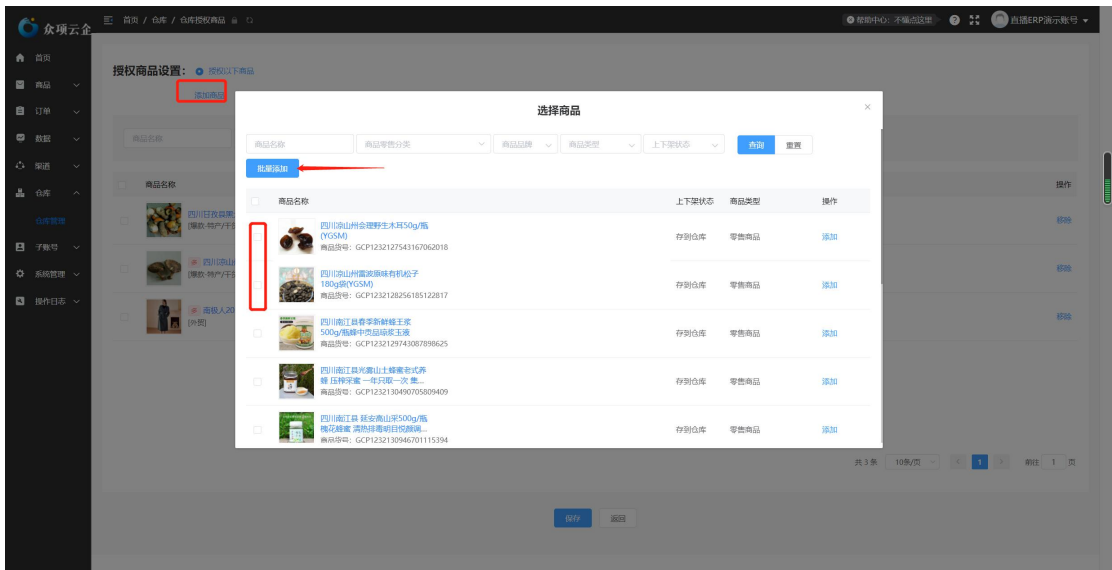 众项云企
首页 / 仓库 / 仓库授权商品
帮助中心：不懂点这里
直播ERP演示账号
首页
商品
订单
数据
渠道
仓库
仓库管理
子账号
系统管理
操作日志
授权商品设置：
授权以下商品
添加商品
商品名称
商品名称
操作
四川甘孜县黑
[爆款-特产/干货
移除
四川凉山
[爆款-特产/干货
移除
南极人20
[外贸]
移除
选择商品
×
商品名称
商品零售分类
商品品牌
商品类型
上下架状态
查询
重置
批量添加
商品名称
上下架状态
商品类型
操作
四川凉山州会理野生木耳50g/瓶
(YGSM)
商品货号：GCP1232127543167062018
存到仓库
零售商品
添加
四川凉山州雷波原味有机松子
180g袋(YGSM)
商品货号：GCP1232128256185122817
存到仓库
零售商品
添加
四川南江县春季新鲜蜂王浆
500g/瓶蜂中贡品琼浆玉液
商品货号：GCP1232129743087898625
存到仓库
零售商品
添加
四川南江县光雾山土蜂蜜老式养
蜂 压榨采蜜 一年只取一次 集...
商品货号：GCP1232130490705809409
存到仓库
零售商品
添加
四川南江县 延安高山采500g/瓶
槐花蜂蜜 清热排毒明目悦颜调...
商品货号：GCP1232130946701115394
存到仓库
零售商品
添加
共 3 条
10条/页
1
前往 1 页
保存
返回